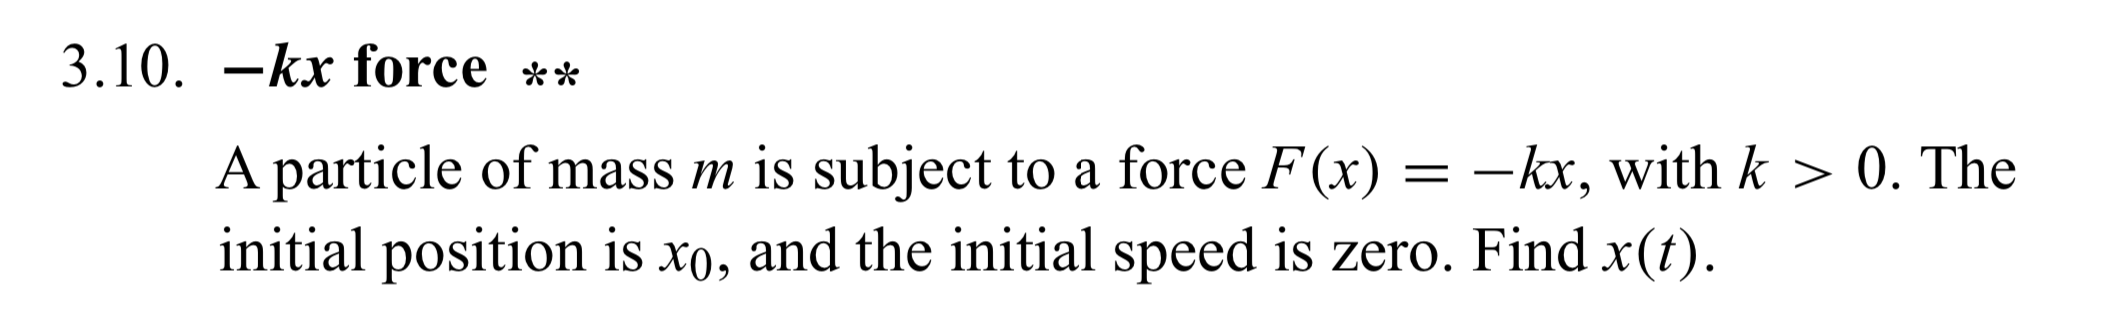 3.10. −kx force **
A particle of mass m is subject to a force F(x) = −kx, with k > 0. The
initial position is x₀, and the initial speed is zero. Find x(t).